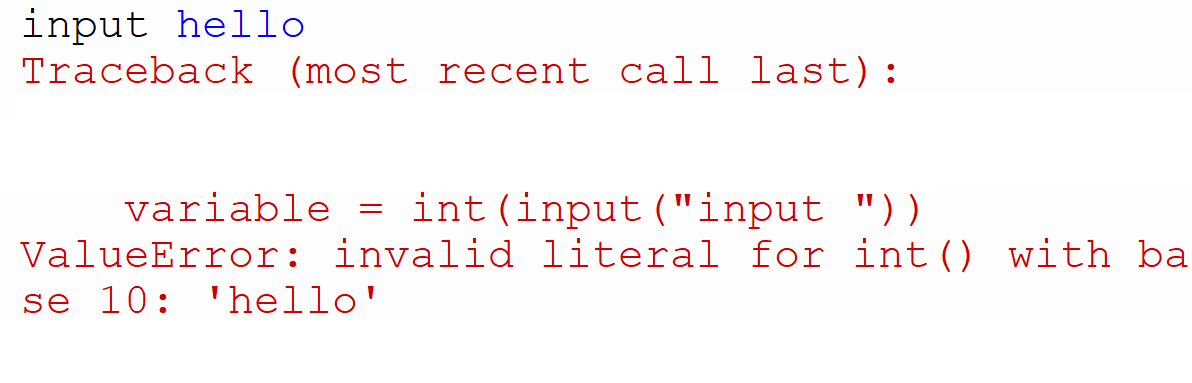 input hello
Traceback (most recent call last):
    variable = int(input("input "))
ValueError: invalid literal for int() with ba
se 10: 'hello'